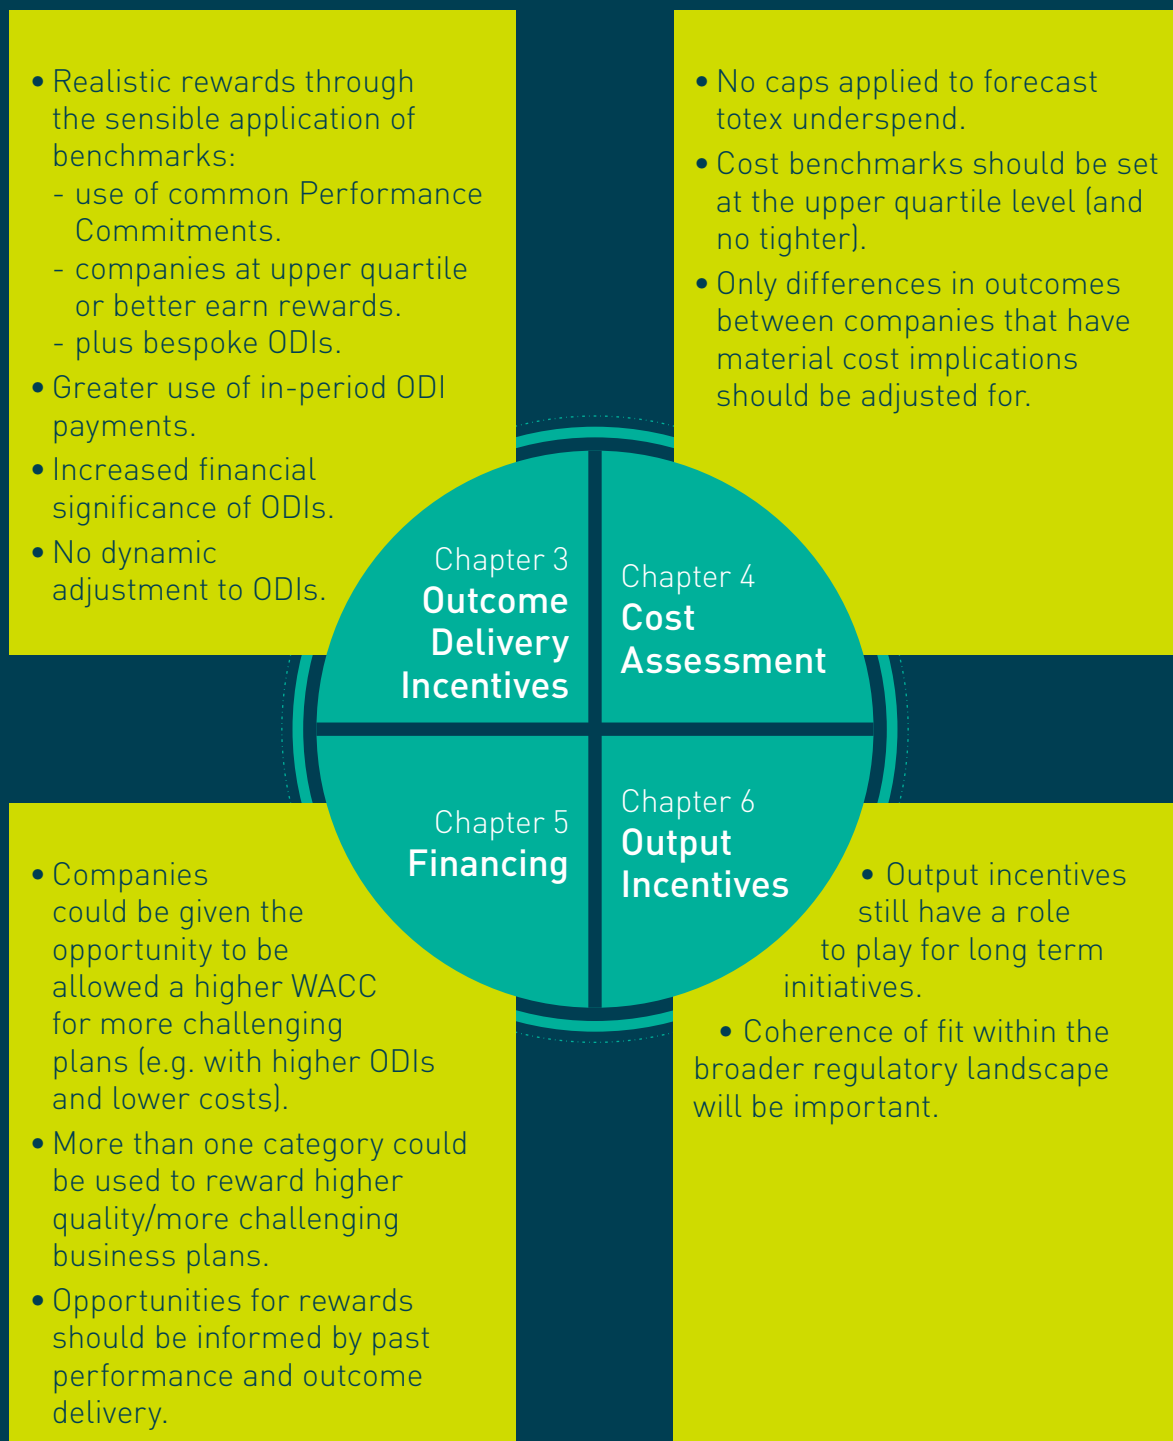 • Realistic rewards through
the sensible application of
benchmarks:
- use of common Performance
Commitments.
- companies at upper quartile
or better earn rewards.
- plus bespoke ODIs.
• Greater use of in-period ODI
payments.
• Increased financial
significance of ODIs.
• No dynamic
adjustment to ODIs.
• No caps applied to forecast
totex underspend.
• Cost benchmarks should be set
at the upper quartile level (and
no tighter).
• Only differences in outcomes
between companies that have
material cost implications
should be adjusted for.
Chapter 3
Outcome
Delivery
Incentives
Chapter 4
Cost
Assessment
Chapter 5
Financing
Chapter 6
Output
Incentives
• Companies
could be given the
opportunity to be
allowed a higher WACC
for more challenging
plans (e.g. with higher ODIs
and lower costs).
• More than one category could
be used to reward higher
quality/more challenging
business plans.
• Opportunities for rewards
should be informed by past
performance and outcome
delivery.
• Output incentives
still have a role
to play for long term
initiatives.
• Coherence of fit within the
broader regulatory landscape
will be important.